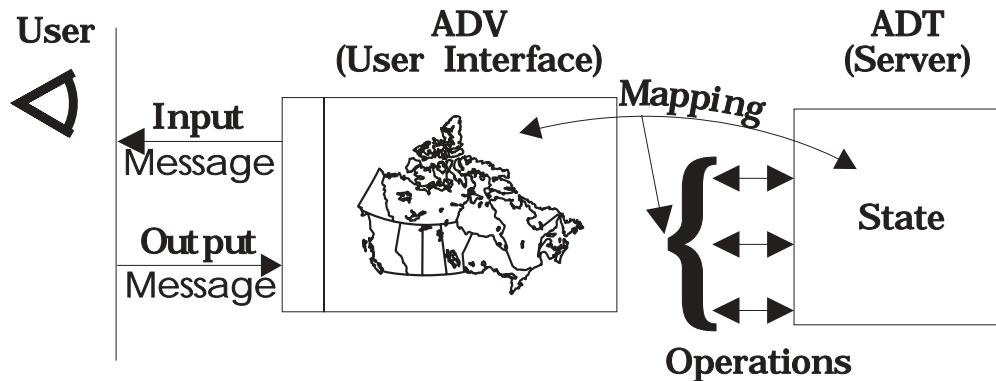 User
ADV
(User Interface)
ADT
(Server)
Mapping
Input
Message
State
Output
Message
Operations